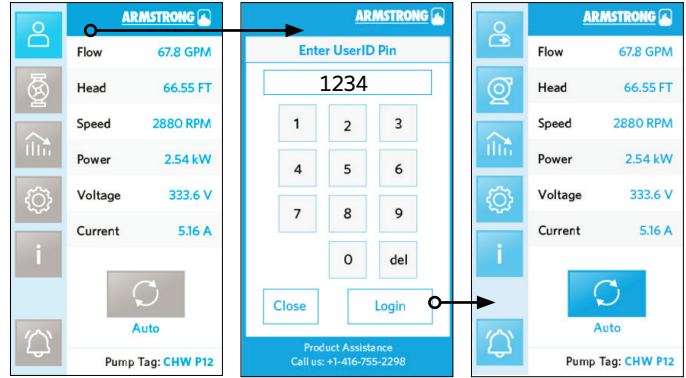 ARMSTRONG
Flow 67.8 GPM
Head 66.55 FT
Speed 2880 RPM
Power 2.54 kW
Voltage 333.6 V
Current 5.16 A
i
Auto
Pump Tag: CHW P12
ARMSTRONG
Enter UserID Pin
1234
1 2 3
4 5 6
7 8 9
0 del
Close Login
Product Assistance
Call us: +1-416-755-2298
ARMSTRONG
Flow 67.8 GPM
Head 66.55 FT
Speed 2880 RPM
Power 2.54 kW
Voltage 333.6 V
Current 5.16 A
i
Auto
Pump Tag: CHW P12